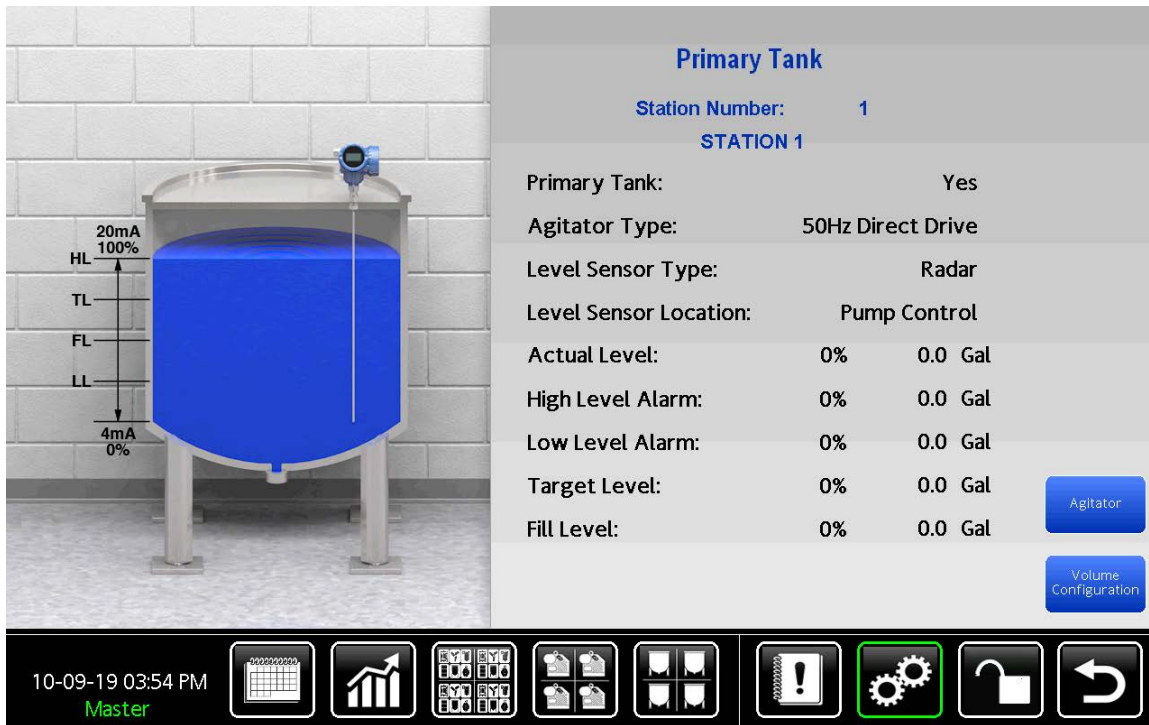 Primary Tank
Station Number: 1
STATION 1
Primary Tank: Yes
Agitator Type: 50Hz Direct Drive
Level Sensor Type: Radar
Level Sensor Location: Pump Control
Actual Level: 0% 0.0 Gal
High Level Alarm: 0% 0.0 Gal
Low Level Alarm: 0% 0.0 Gal
Target Level: 0% 0.0 Gal
Fill Level: 0% 0.0 Gal
20mA
100%
HL
TL
FL
LL
4mA
0%
Agitator
Volume
Configuration
10-09-19 03:54 PM
Master